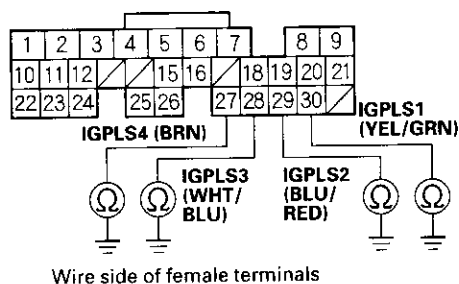 1 2 3 4 5 6 7 8 9
10 11 12 15 16 18 19 20 21
22 23 24 25 26 27 28 29 30
IGPLS4 (BRN)
IGPLS3
(WHT/
BLU)
IGPLS2
(BLU/
RED)
IGPLS1
(YEL/GRN)
Ω Ω Ω Ω
Wire side of female terminals